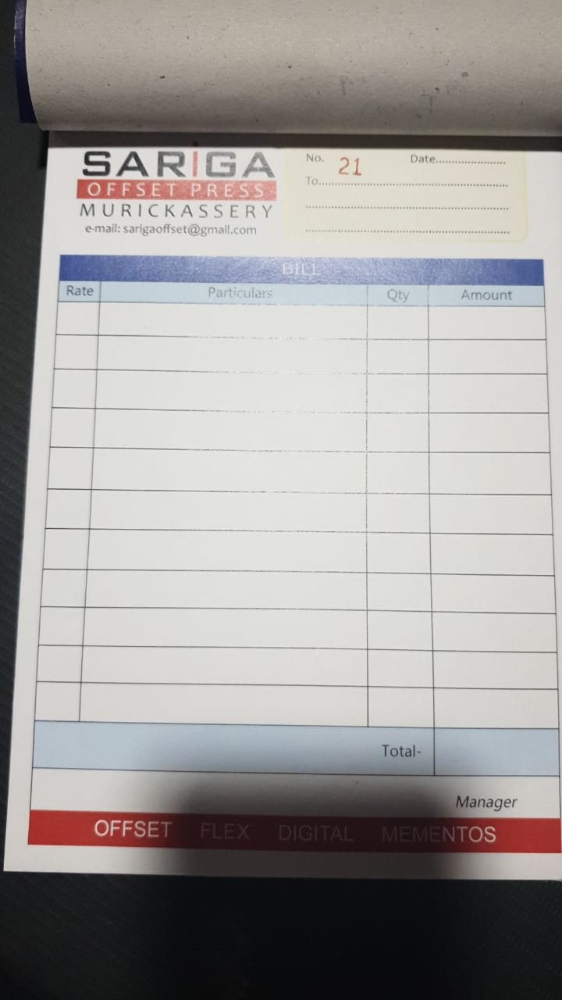 SARIGA
OFFSET PRESS
MURICKASSERY
e-mail: sarigaoffset@gmail.com
No. 21 Date......................
To............................................................
................................................................
................................................................
BILL
Rate Particulars Qty Amount
Total-
Manager
OFFSET FLEX DIGITAL MEMENTOS